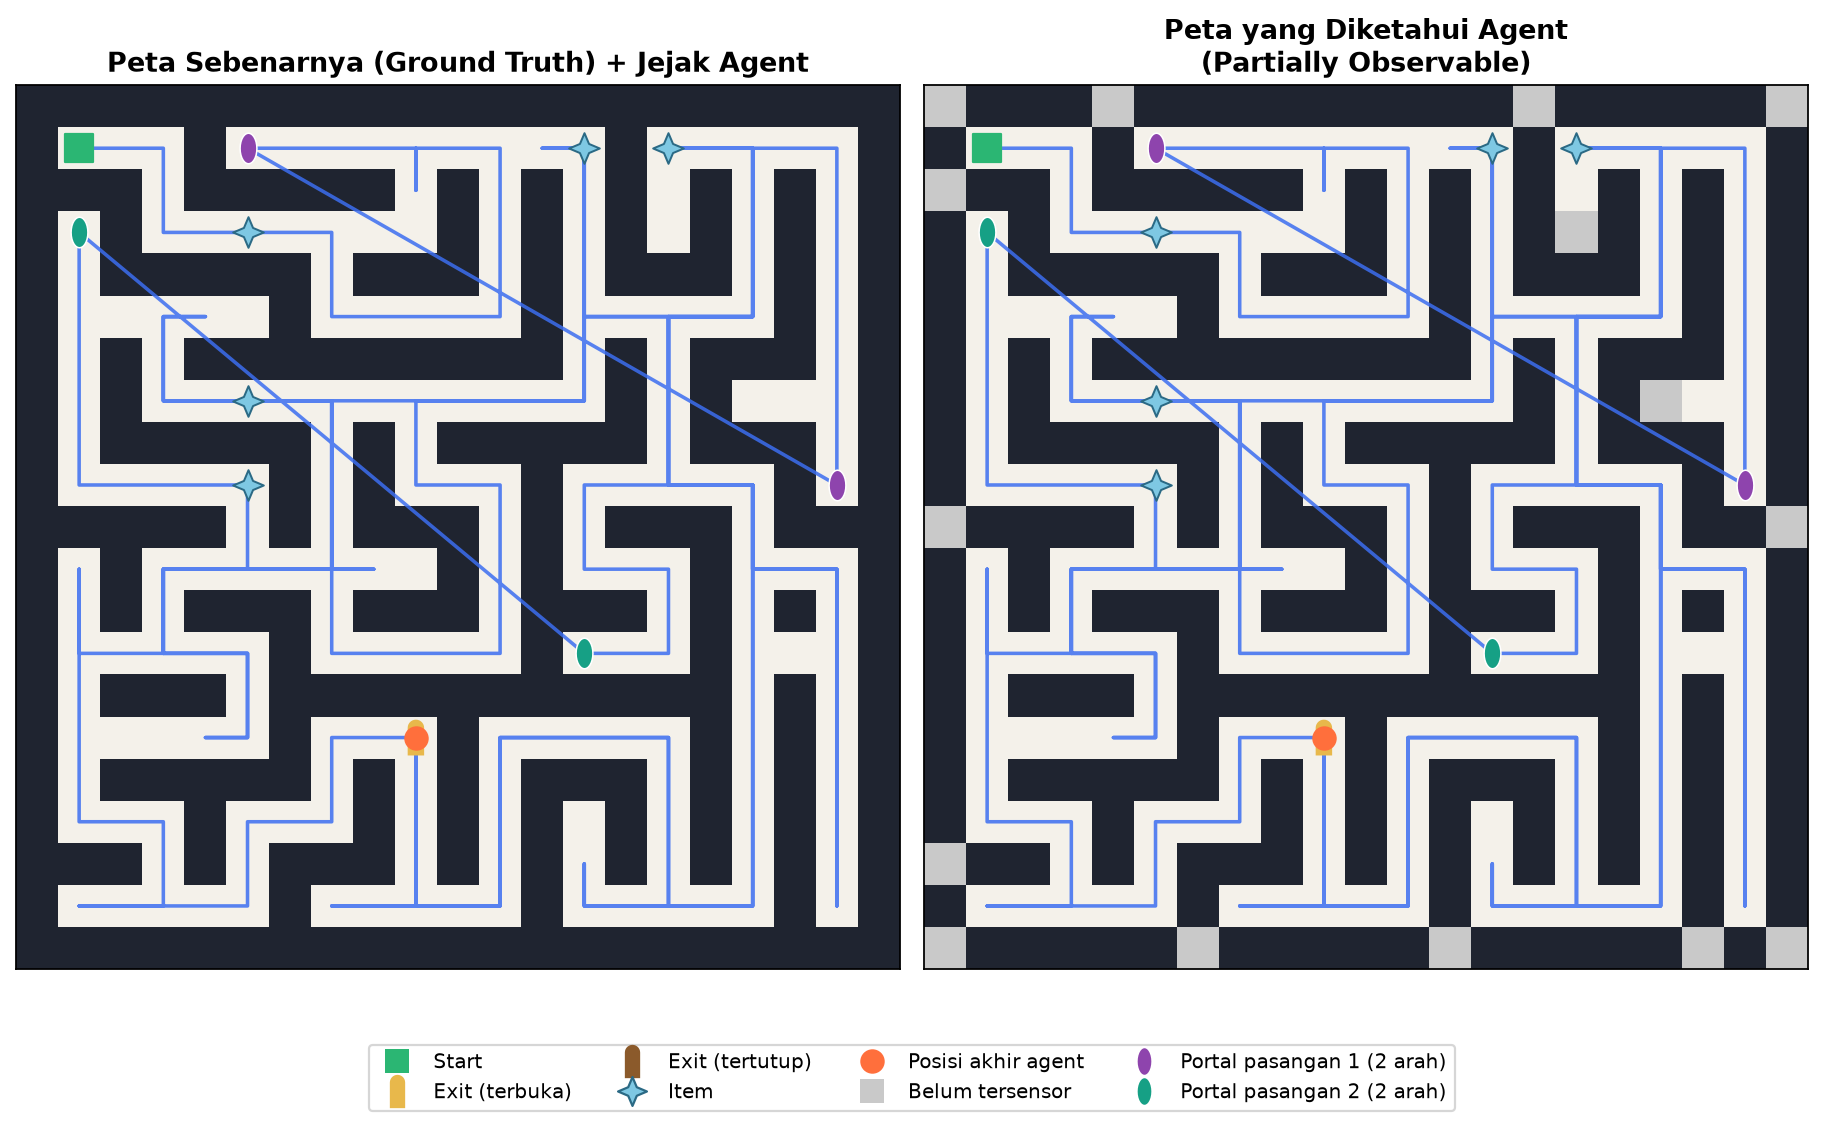 Peta Sebenarnya (Ground Truth) + Jejak Agent
Peta yang Diketahui Agent
(Partially Observable)
Start
Exit (terbuka)
Exit (tertutup)
Item
Posisi akhir agent
Belum tersensor
Portal pasangan 1 (2 arah)
Portal pasangan 2 (2 arah)